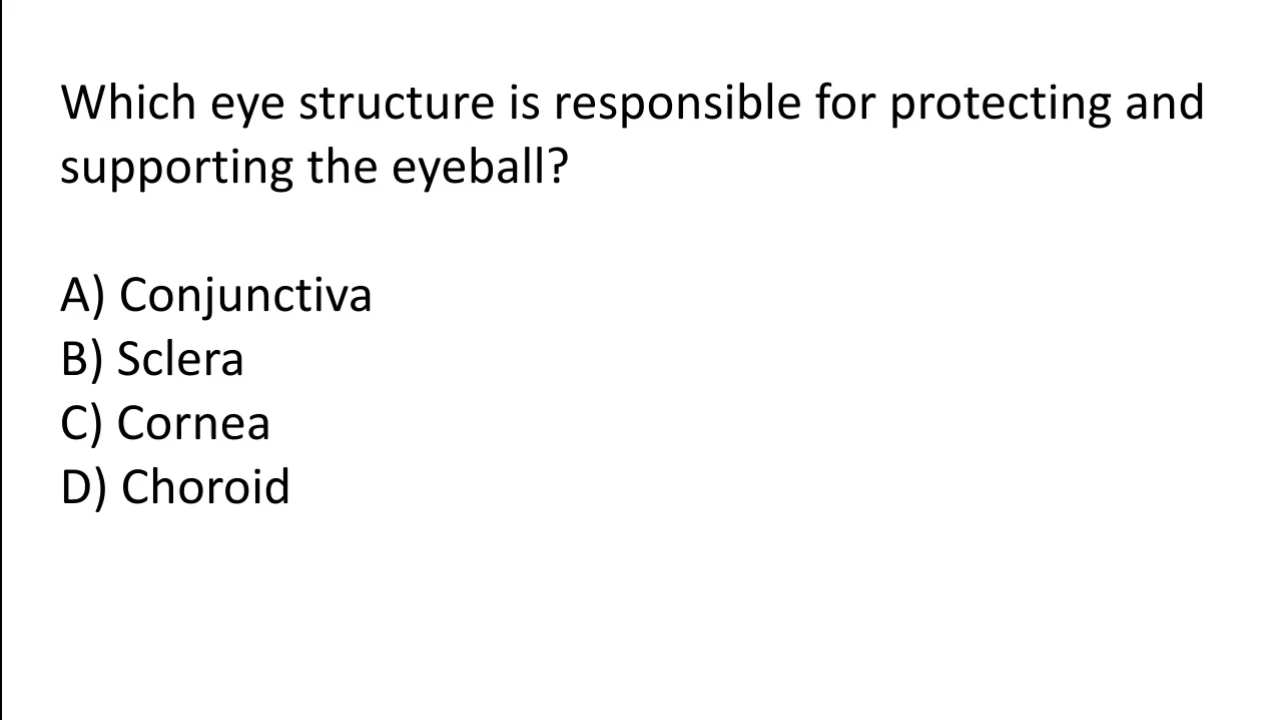 Which eye structure is responsible for protecting and
supporting the eyeball?
A) Conjunctiva
B) Sclera
C) Cornea
D) Choroid